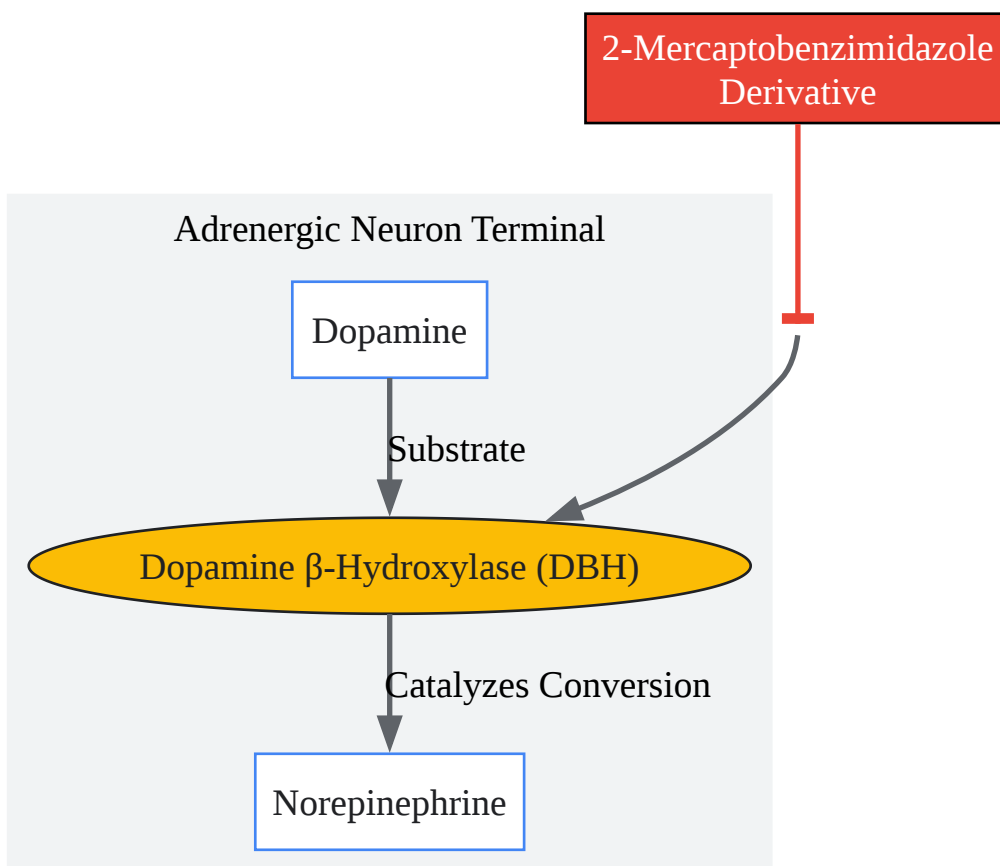 2-Mercaptobenzimidazole
Derivative
Adrenergic Neuron Terminal
Dopamine
Substrate
Dopamine β-Hydroxylase (DBH)
Catalyzes Conversion
Norepinephrine